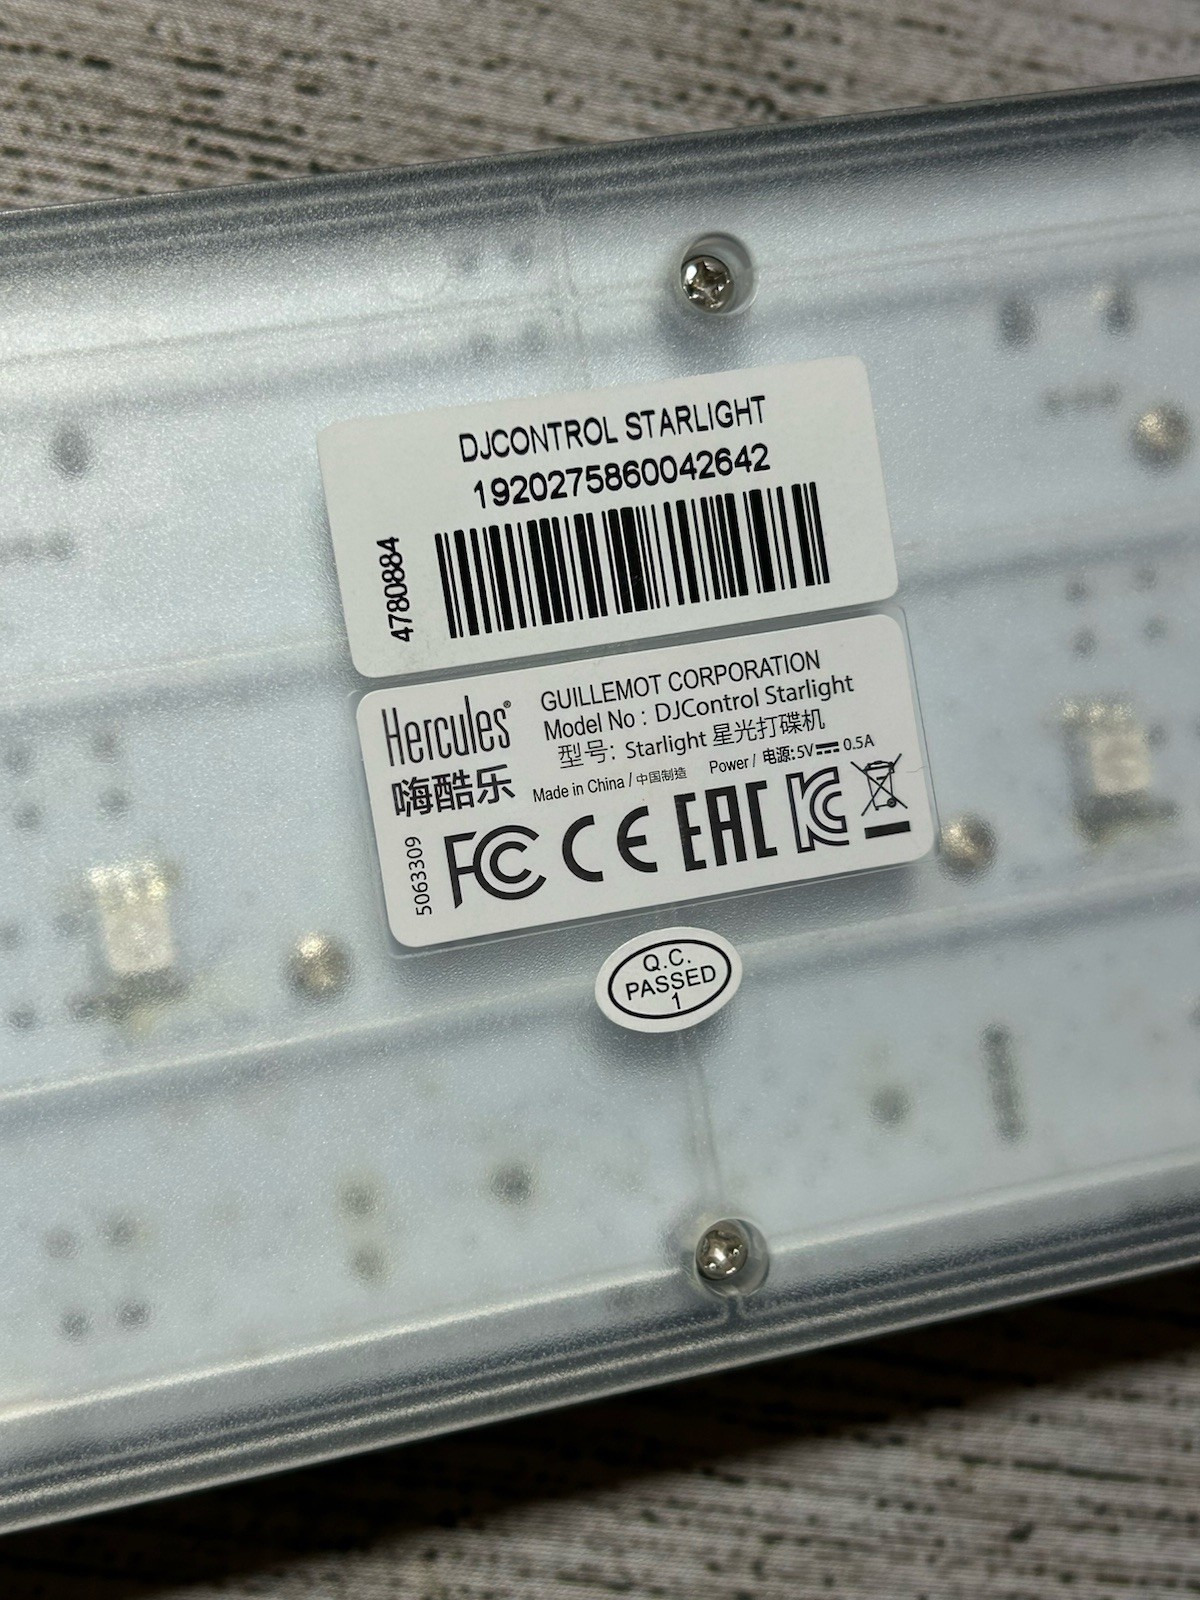 DJCONTROL STARLIGHT
1920275860042642
4780884
Hercules®
嗨酷乐
GUILLEMOT CORPORATION
Model No : DJControl Starlight
型号: Starlight 星光打碟机
Made in China / 中国制造 Power / 电源: 5V 0.5A
5063309
FC CE EAC KC
Q.C.
PASSED
1